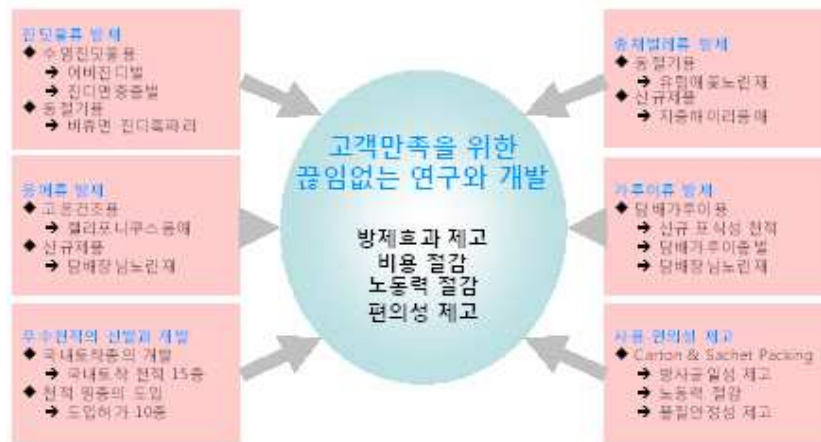 진딧물류 방제
◆ 수염진딧물용
➔ 어비진디벌
➔ 진디면충좀벌
◆ 동절기용
➔ 비휴면 진디혹파리
응애류 방제
◆ 고온건조용
➔ 캘리포니쿠스응애
◆ 신규제품
➔ 담배장님노린재
우수천적의 선발과 개발
◆ 국내토착종의 개발
➔ 국내토착 천적 15종
◆ 천적 원종의 도입
➔ 도입허가 10종
고객만족을 위한
끊임없는 연구와 개발
방제효과 제고
비용 절감
노동력 절감
편의성 제고
총채벌레류 방제
◆ 동절기용
➔ 유럽애꽃노린재
◆ 신규제품
➔ 지중해이리응애
가루이류 방제
◆ 담배가루이용
➔ 신규 포식성 천적
➔ 담배가루이좀벌
➔ 담배장님노린재
사용 편의성 제고
◆ Carton & Sachet Packing
➔ 방사균일성 제고
➔ 노동력 절감
➔ 품질안정성 제고